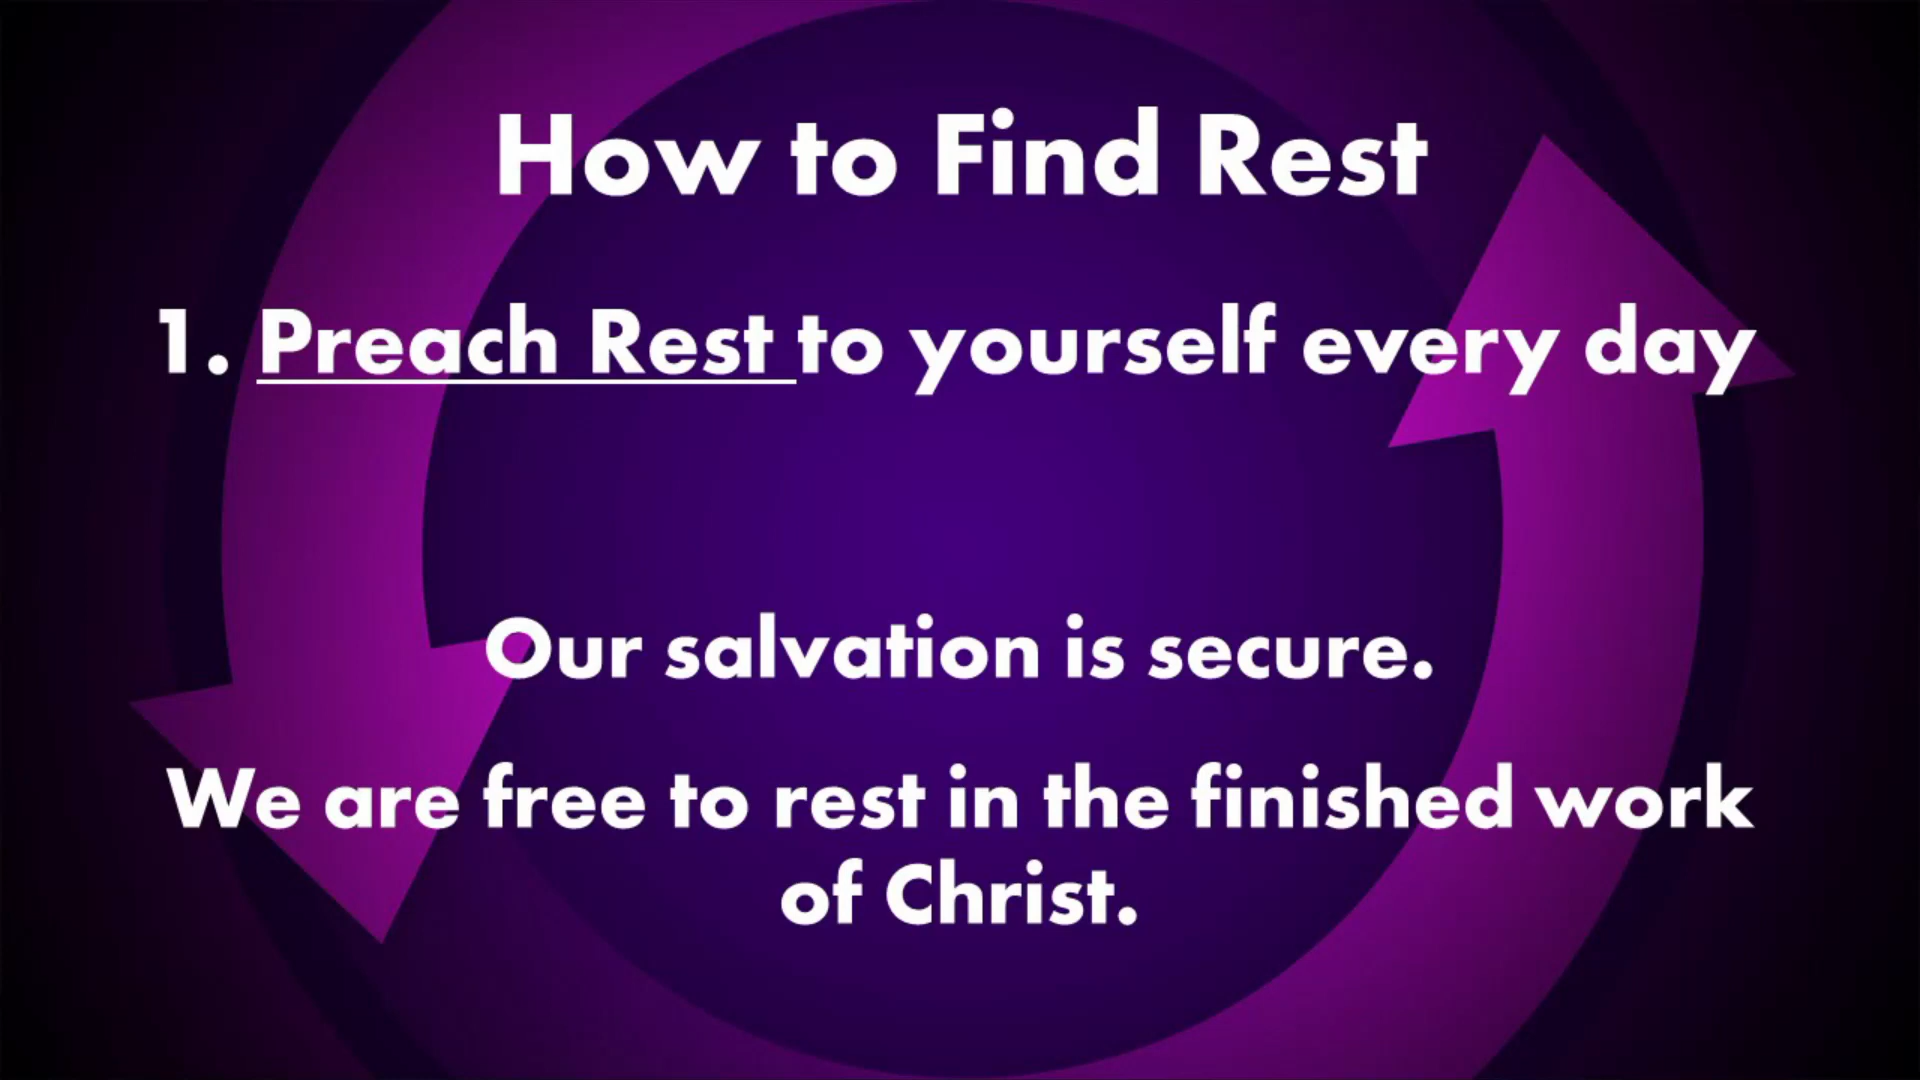 How to Find Rest
1. Preach Rest to yourself every day
Our salvation is secure.
We are free to rest in the finished work
of Christ.